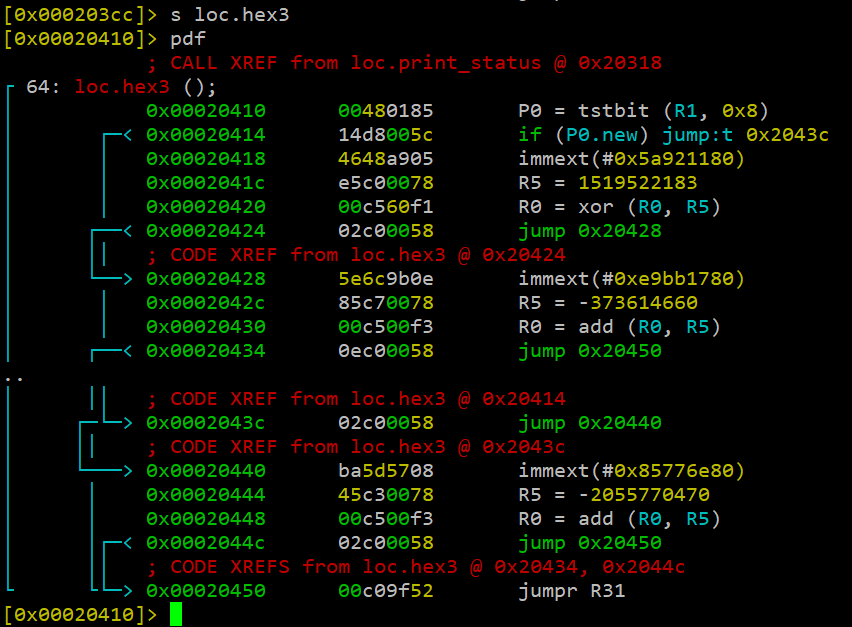 [0x000203cc]> s loc.hex3
[0x00020410]> pdf
; CALL XREF from loc.print_status @ 0x20318
64: loc.hex3 ();
0x00020410 00480185 P0 = tstbit (R1, 0x8)
0x00020414 14d8005c if (P0.new) jump:t 0x2043c
0x00020418 4648a905 immext(#0x5a921180)
0x0002041c e5c00078 R5 = 1519522183
0x00020420 00c560f1 R0 = xor (R0, R5)
0x00020424 02c00058 jump 0x20428
; CODE XREF from loc.hex3 @ 0x20424
0x00020428 5e6c9b0e immext(#0xe9bb1780)
0x0002042c 85c70078 R5 = -373614660
0x00020430 00c500f3 R0 = add (R0, R5)
0x00020434 0ec00058 jump 0x20450
..
; CODE XREF from loc.hex3 @ 0x20414
0x0002043c 02c00058 jump 0x20440
; CODE XREF from loc.hex3 @ 0x2043c
0x00020440 ba5d5708 immext(#0x85776e80)
0x00020444 45c30078 R5 = -2055770470
0x00020448 00c500f3 R0 = add (R0, R5)
0x0002044c 02c00058 jump 0x20450
; CODE XREFS from loc.hex3 @ 0x20434, 0x2044c
0x00020450 00c09f52 jumpr R31
[0x00020410]>